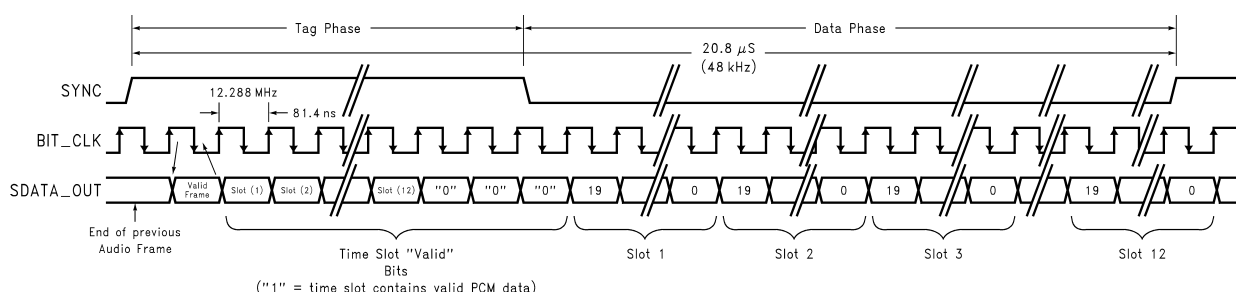 Tag Phase
Data Phase
20.8 μS
(48 kHz)
SYNC
12.288 MHz
81.4 ns
BIT_CLK
SDATA_OUT
Valid
Frame
Slot (1)
Slot (2)
Slot (12)
"0"
"0"
"0"
19
0
19
0
19
0
19
0
End of previous
Audio Frame
Time Slot "Valid"
Bits
("1" = time slot contains valid PCM data)
Slot 1
Slot 2
Slot 3
Slot 12